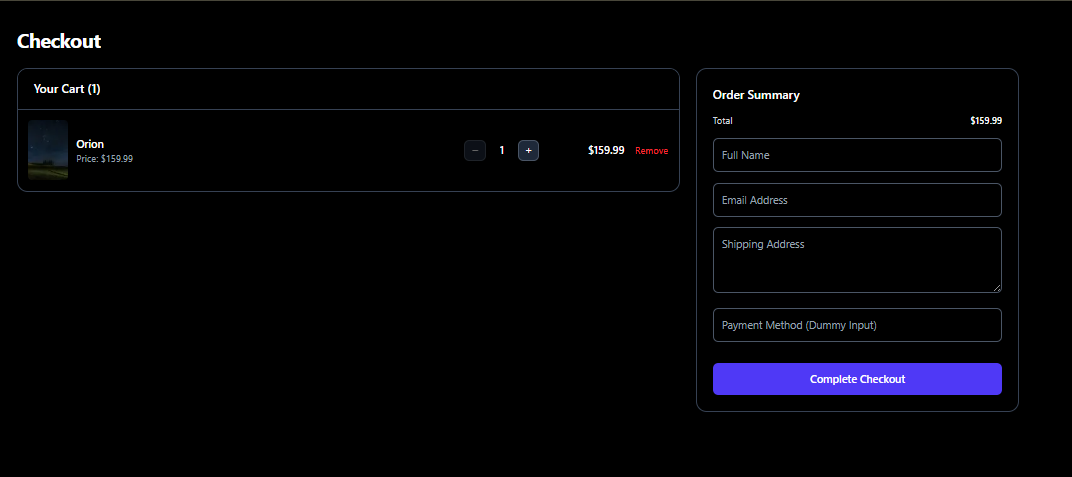 Checkout
Your Cart (1)
Orion
Price: $159.99
− 1 + $159.99 Remove
Order Summary
Total $159.99
Full Name
Email Address
Shipping Address
Payment Method (Dummy Input)
Complete Checkout